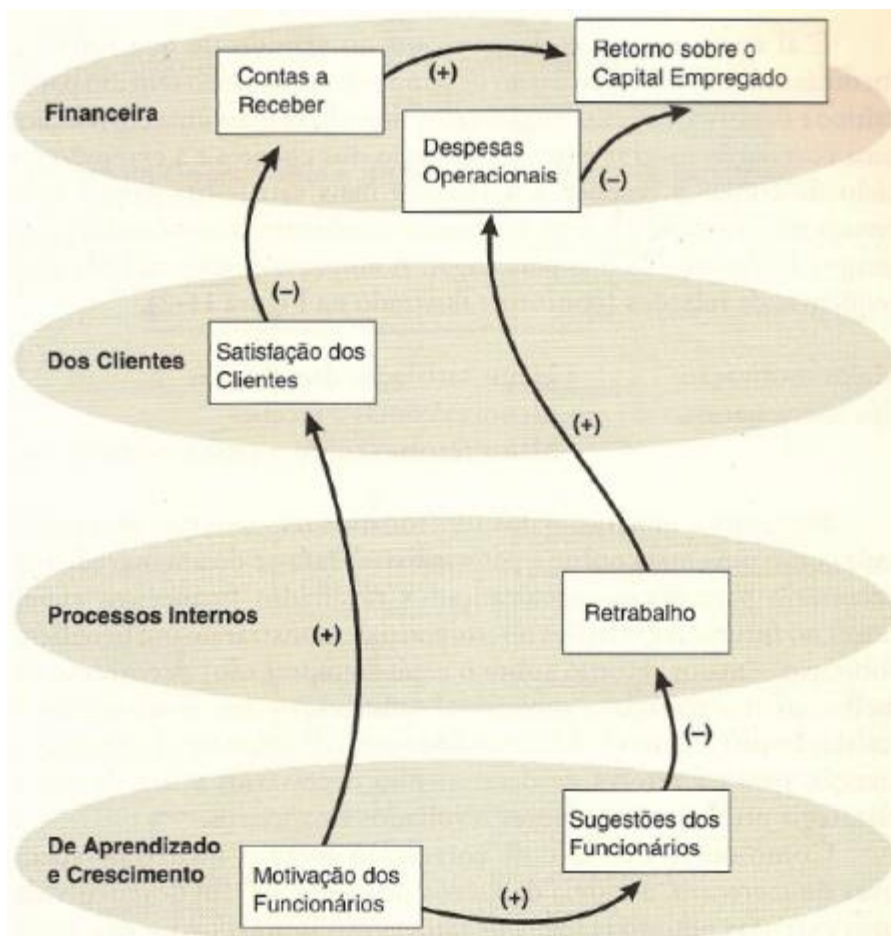 Financeira
Contas a
Receber
(+)
Retorno sobre o
Capital Empregado
Despesas
Operacionais
(–)
(–)
Dos Clientes
Satisfação dos
Clientes
(+)
Processos Internos
(+)
Retrabalho
(–)
De Aprendizado
e Crescimento
Motivação dos
Funcionários
(+)
Sugestões dos
Funcionários